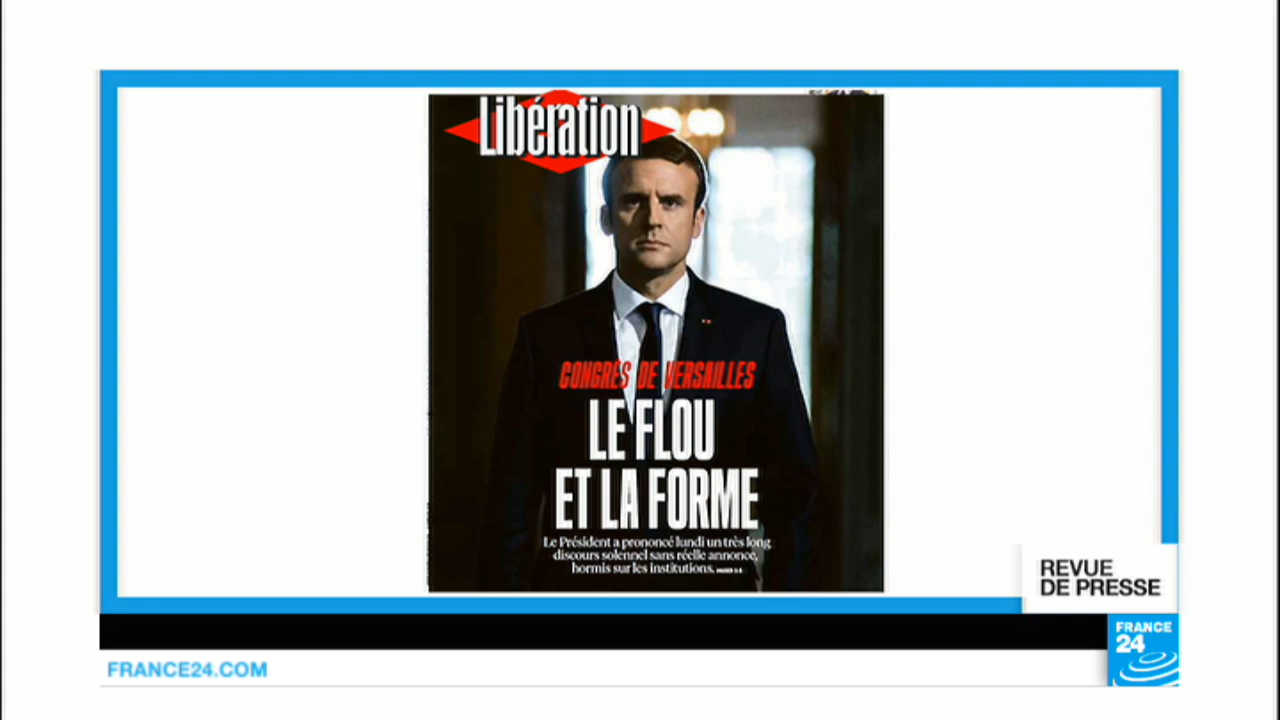 Libération
CONGRÈS DE VERSAILLES
LE FLOU
ET LA FORME
Le Président a prononcé lundi un très long
discours solennel sans réelle annonce,
hormis sur les institutions.
REVUE
DE PRESSE
FRANCE
24
FRANCE24.COM